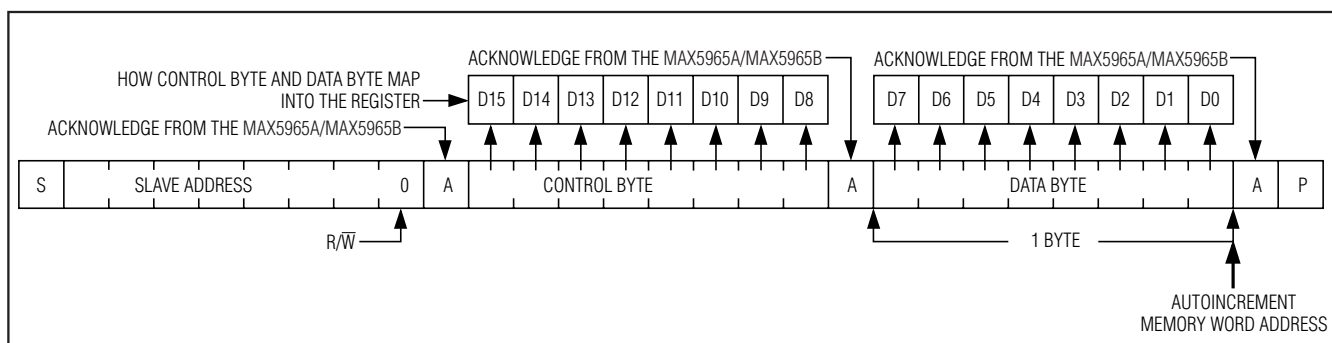 ACKNOWLEDGE FROM THE MAX5965A/MAX5965B
ACKNOWLEDGE FROM THE MAX5965A/MAX5965B
HOW CONTROL BYTE AND DATA BYTE MAP
INTO THE REGISTER
D15 D14 D13 D12 D11 D10 D9 D8
D7 D6 D5 D4 D3 D2 D1 D0
ACKNOWLEDGE FROM THE MAX5965A/MAX5965B
S SLAVE ADDRESS 0 A CONTROL BYTE A DATA BYTE A P
R/W̅
1 BYTE
AUTOINCREMENT
MEMORY WORD ADDRESS